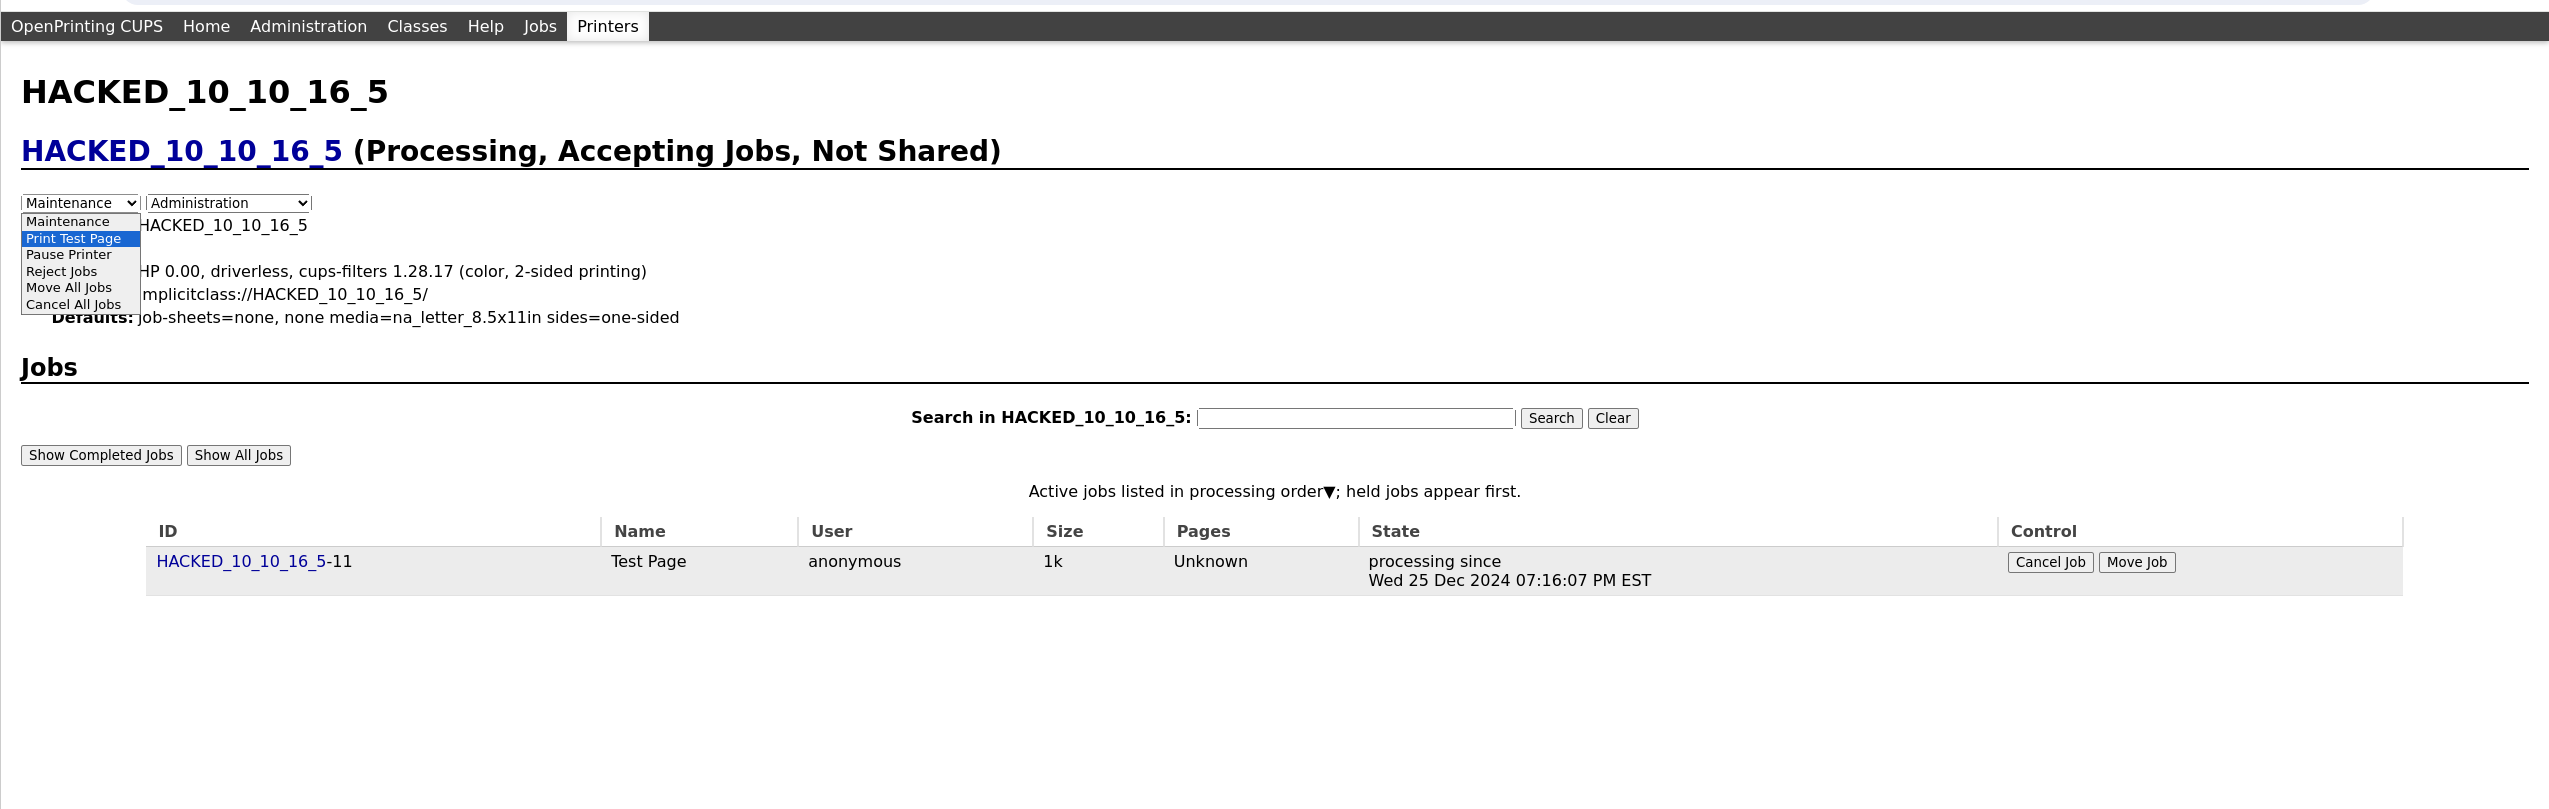 OpenPrinting CUPS Home Administration Classes Help Jobs Printers
HACKED_10_10_16_5
HACKED_10_10_16_5 (Processing, Accepting Jobs, Not Shared)
Maintenance Administration
Maintenance
HACKED_10_10_16_5
Print Test Page
Pause Printer
Reject Jobs HP 0.00, driverless, cups-filters 1.28.17 (color, 2-sided printing)
Move All Jobs mplicitclass://HACKED_10_10_16_5/
Cancel All Jobs
Defaults: job-sheets=none, none media=na_letter_8.5x11in sides=one-sided
Jobs
Search in HACKED_10_10_16_5: Search Clear
Show Completed Jobs Show All Jobs
Active jobs listed in processing order▼; held jobs appear first.
ID Name User Size Pages State Control
HACKED_10_10_16_5-11 Test Page anonymous 1k Unknown processing since Cancel Job Move Job
Wed 25 Dec 2024 07:16:07 PM EST